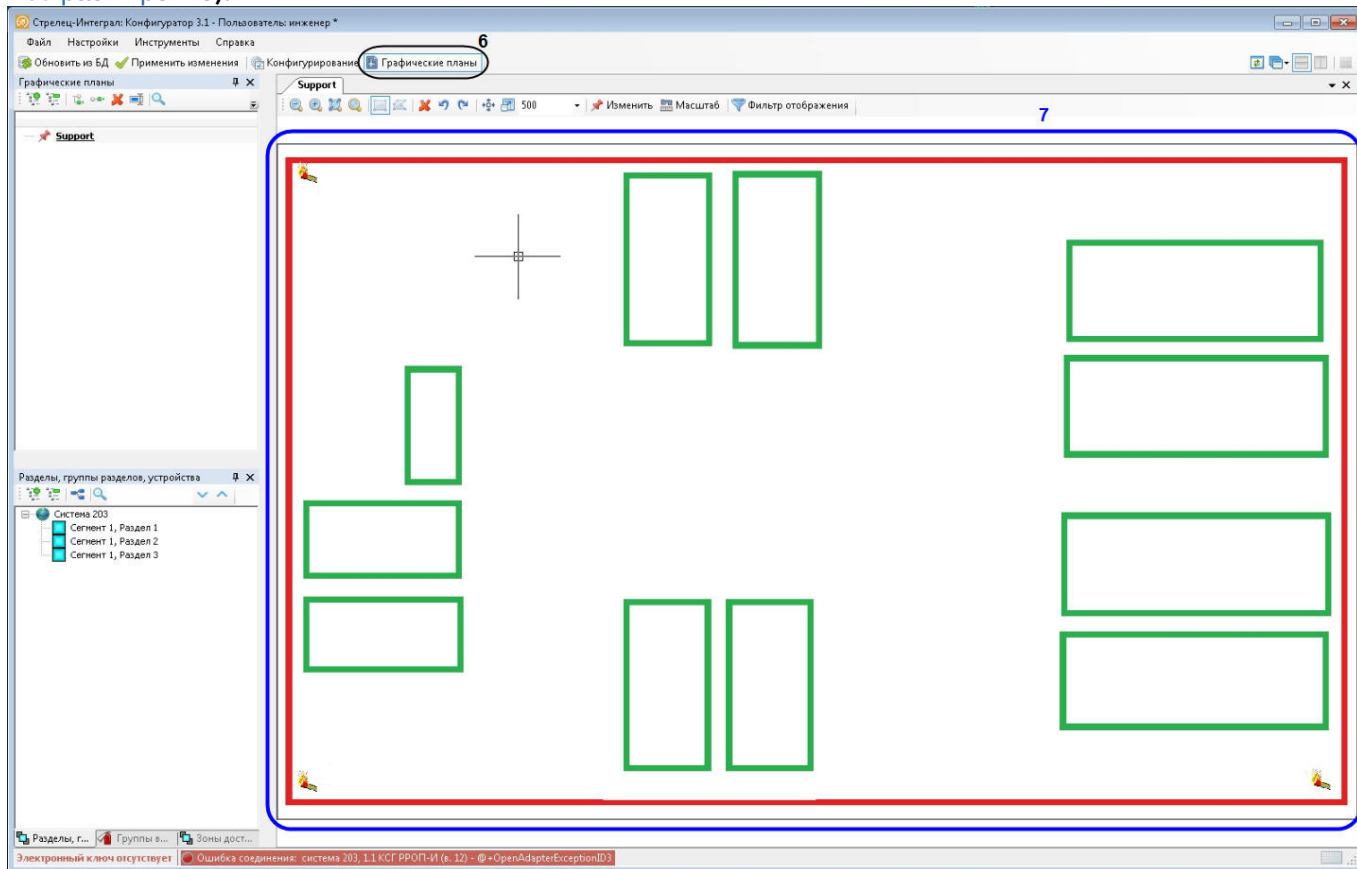 Стрелец-Интеграл: Конфигуратор 3.1 - Пользователь: инженер *
Файл Настройки Инструменты Справка
6
Обновить из БД Применить изменения Конфигурирование Графические планы
Графические планы
Support
500 Изменить Масштаб Фильтр отображения
7
Support
Разделы, группы разделов, устройства
Система 203
Сегмент 1, Раздел 1
Сегмент 1, Раздел 2
Сегмент 1, Раздел 3
Разделы, г... Группы в... Зоны дост...
Электронный ключ отсутствует Ошибка соединения: система 203, 1.1 КСГ РРОП-И (в. 12) - @+OpenAdapterExceptionID3